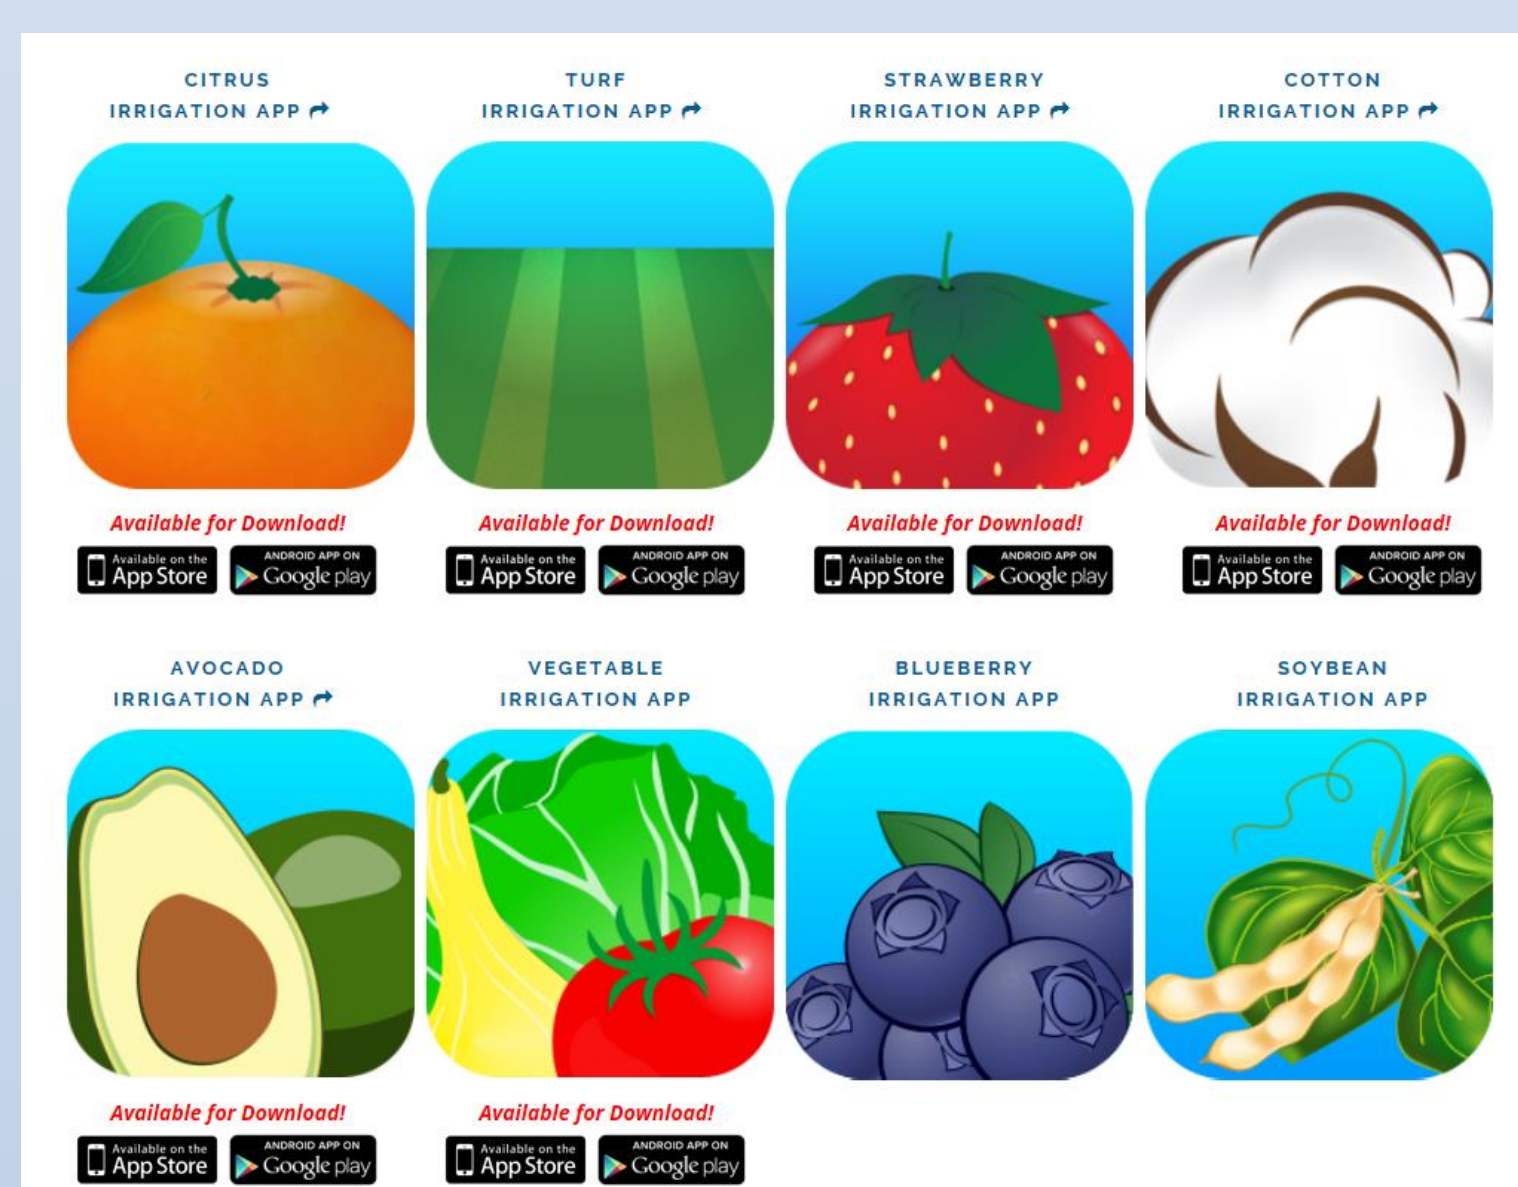 CITRUS
IRRIGATION APP
TURF
IRRIGATION APP
STRAWBERRY
IRRIGATION APP
COTTON
IRRIGATION APP
Available for Download!
Available on the
App Store
ANDROID APP ON
Google play
Available for Download!
Available on the
App Store
ANDROID APP ON
Google play
Available for Download!
Available on the
App Store
ANDROID APP ON
Google play
Available for Download!
Available on the
App Store
ANDROID APP ON
Google play
AVOCADO
IRRIGATION APP
VEGETABLE
IRRIGATION APP
BLUEBERRY
IRRIGATION APP
SOYBEAN
IRRIGATION APP
Available for Download!
Available on the
App Store
ANDROID APP ON
Google play
Available for Download!
Available on the
App Store
ANDROID APP ON
Google play